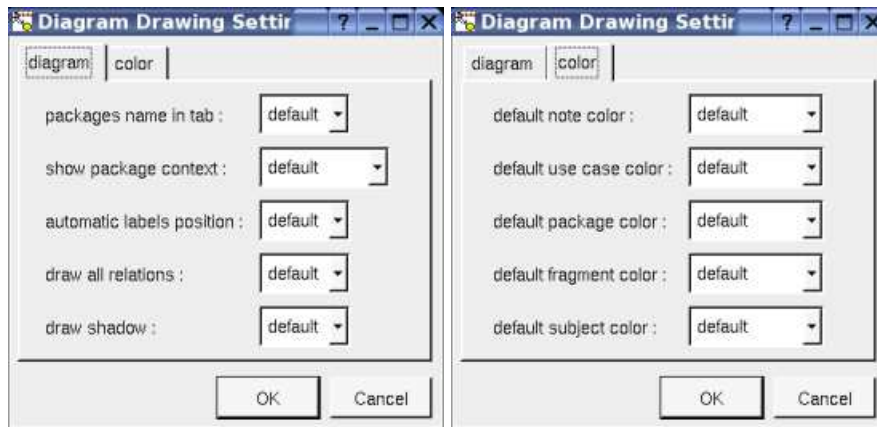 Diagram Drawing Settir
diagram color
packages name in tab : default
show package context : default
automatic labels position : default
draw all relations : default
draw shadow : default
OK Cancel
Diagram Drawing Settir
diagram color
default note color : default
default use case color : default
default package color : default
default fragment color : default
default subject color : default
OK Cancel